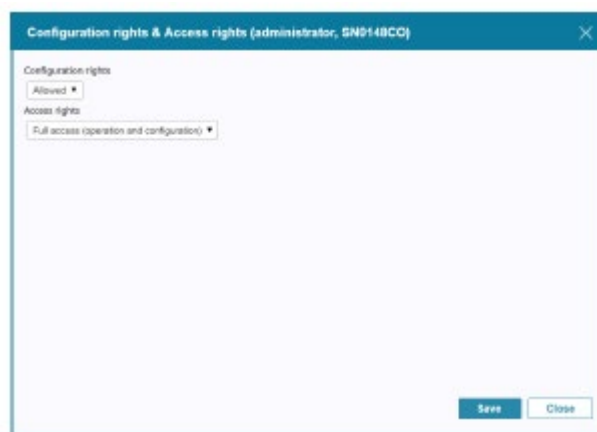 Configuration rights & Access rights (administrator, SN0148CO)
Configuration rights
Allowed
Access rights
Full access (operation and configuration)
Save
Close